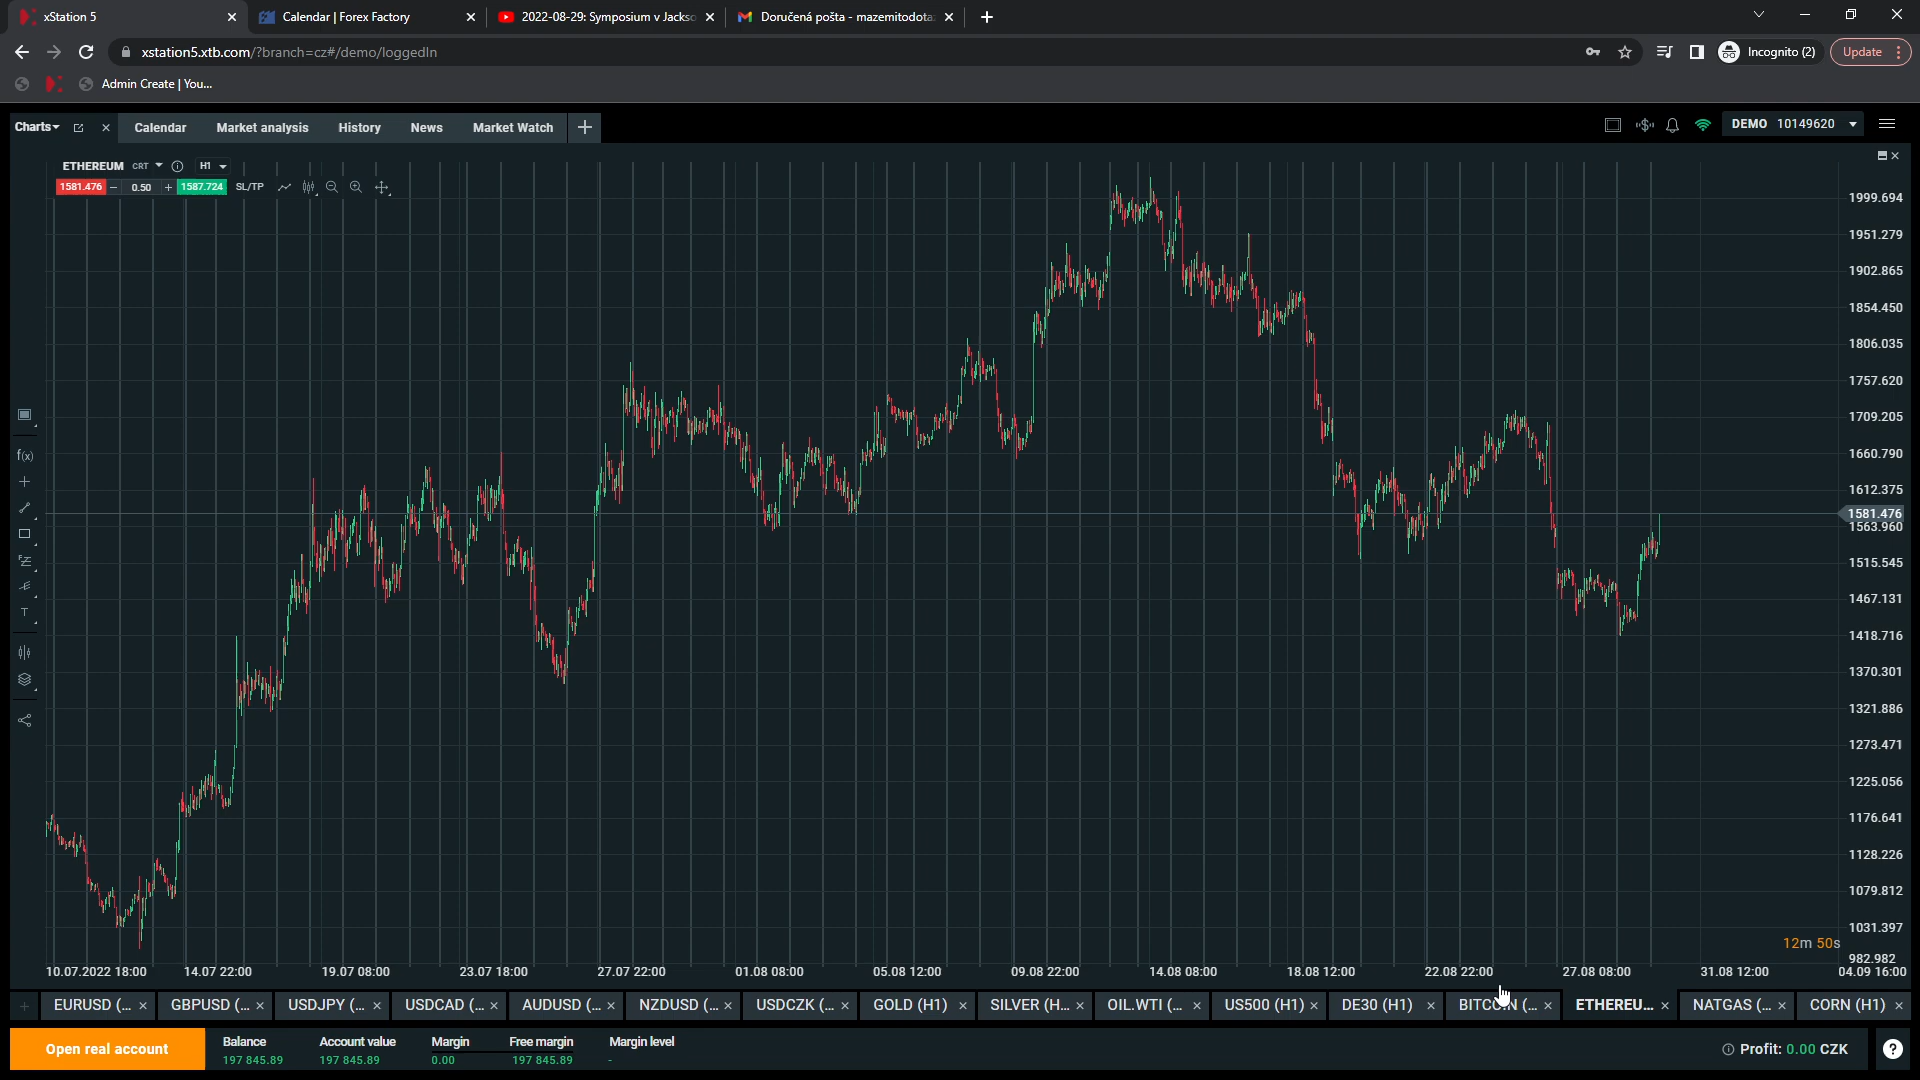 xStation 5
Calendar | Forex Factory
2022-08-29: Symposium v Jackso
Doručená pošta - mazemitodota
xstation5.xtb.com/?branch=cz#/demo/loggedIn
Incognito (2)
Update
Admin Create | You...
Charts
Calendar
Market analysis
History
News
Market Watch
DEMO 10149620
ETHEREUM CRT H1
1581.476 – 0.50 + 1587.724 SL/TP
1999.694
1951.279
1902.865
1854.450
1806.035
1757.620
1709.205
1660.790
1612.375
1581.476
1563.960
1515.545
1467.131
1418.716
1370.301
1321.886
1273.471
1225.056
1176.641
1128.226
1079.812
1031.397
982.982
f(x)
T
12m 50s
10.07.2022 18:00
14.07 22:00
19.07 08:00
23.07 18:00
27.07 22:00
01.08 08:00
05.08 12:00
09.08 22:00
14.08 08:00
18.08 12:00
22.08 22:00
27.08 08:00
31.08 12:00
04.09 16:00
EURUSD (...
GBPUSD (...
USDJPY (...
USDCAD (...
AUDUSD (...
NZDUSD (...
USDCZK (...
GOLD (H1)
SILVER (H...
OIL.WTI (...
US500 (H1)
DE30 (H1)
BITCOIN (...
ETHEREU...
NATGAS (...
CORN (H1)
Open real account
Balance
197 845.89
Account value
197 845.89
Margin
0.00
Free margin
197 845.89
Margin level
-
Profit: 0.00 CZK
?